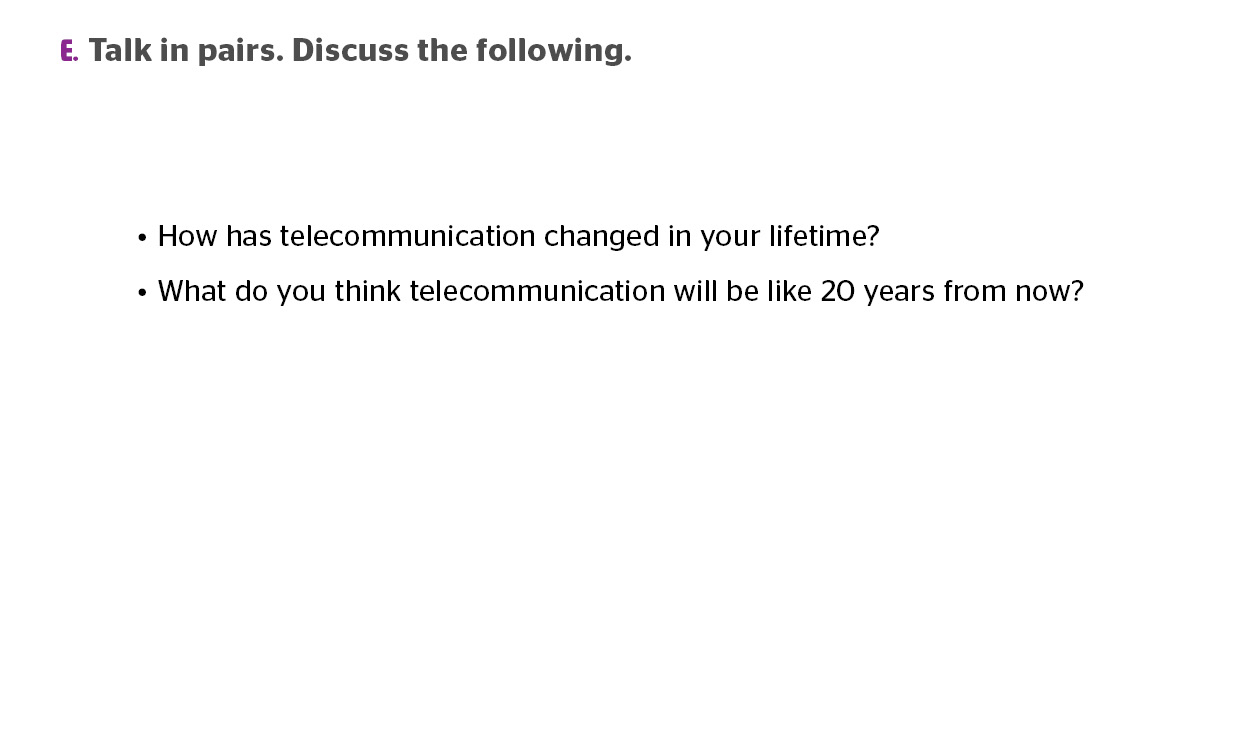 E. Talk in pairs. Discuss the following.
• How has telecommunication changed in your lifetime?
• What do you think telecommunication will be like 20 years from now?